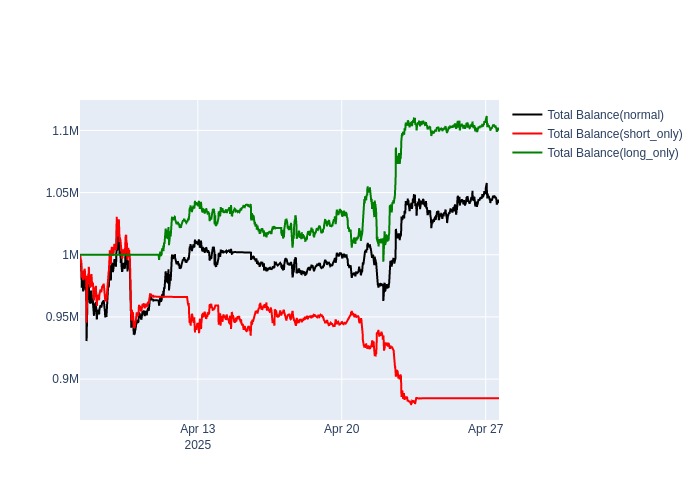 Total Balance(normal)
Total Balance(short_only)
Total Balance(long_only)
1.1M
1.05M
1M
0.95M
0.9M
Apr 13
2025
Apr 20
Apr 27